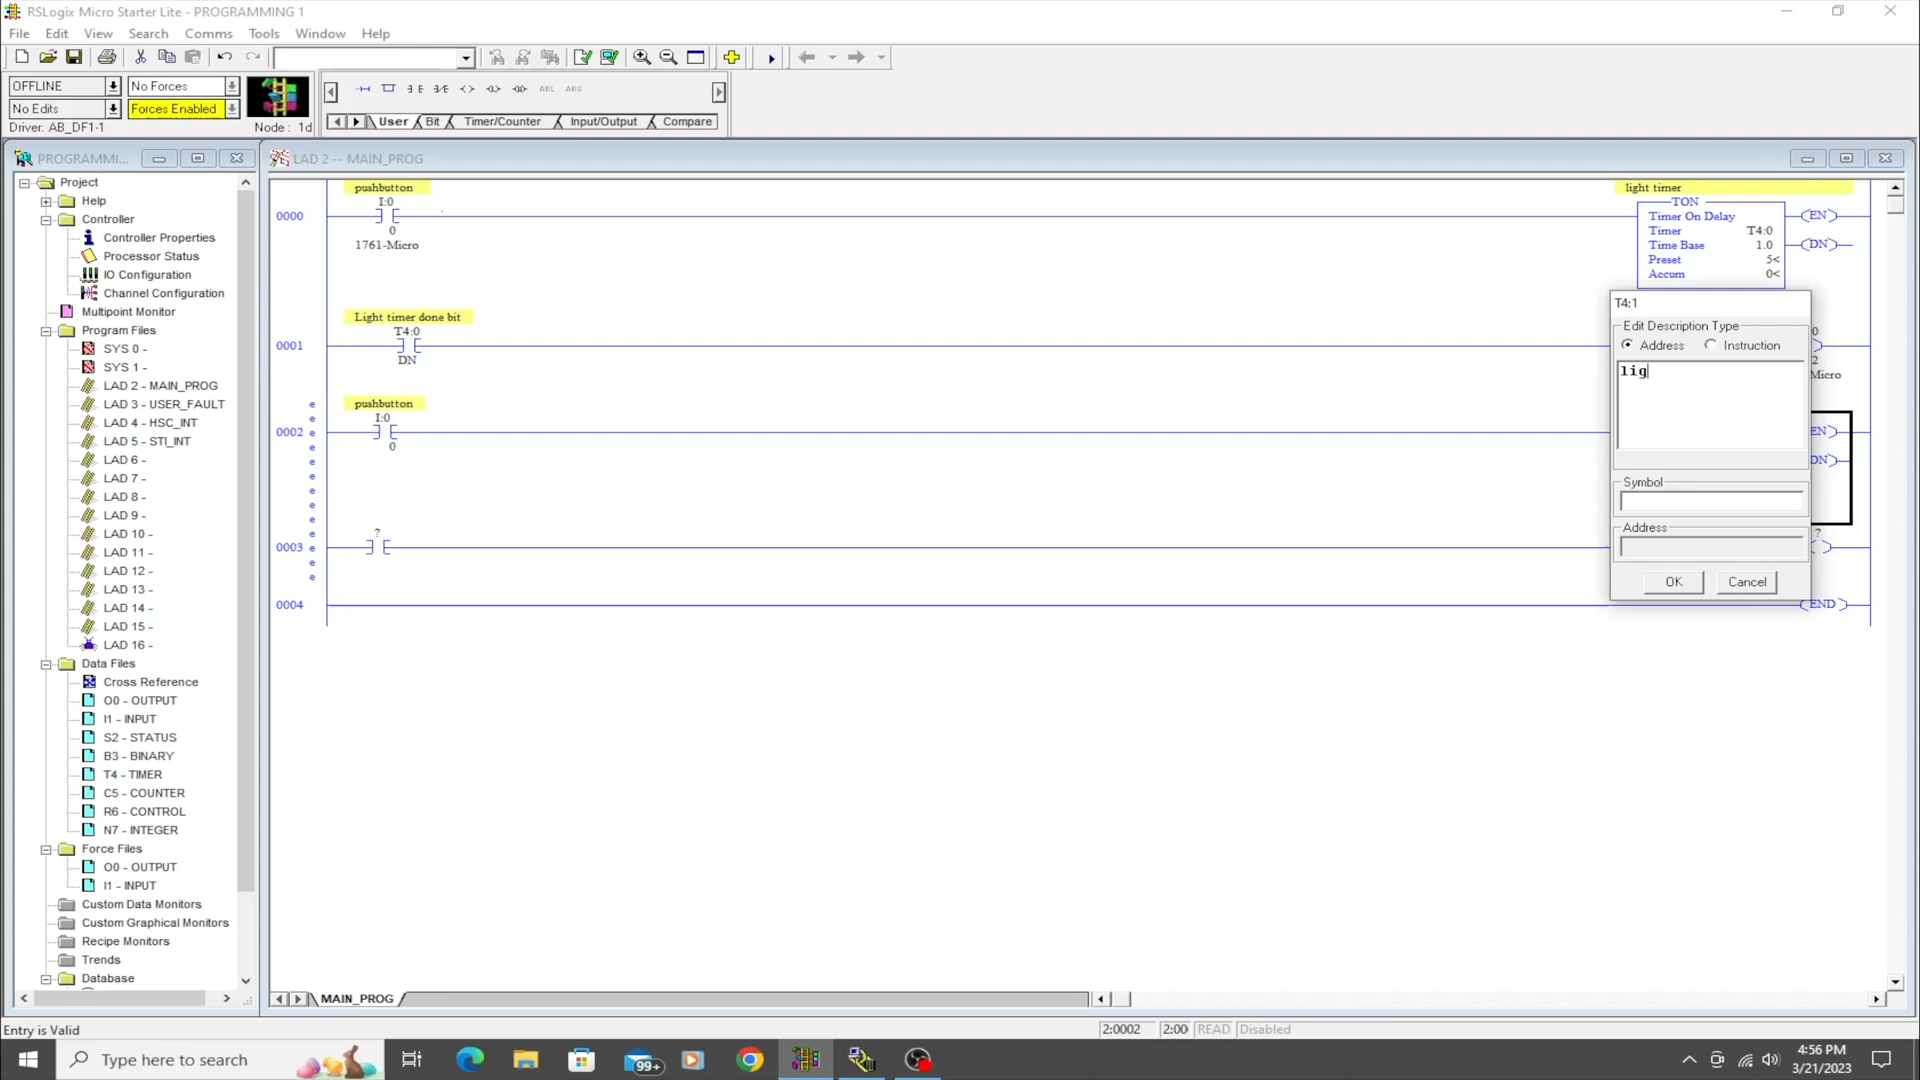 RSLogix Micro Starter Lite - PROGRAMMING 1
File Edit View Search Comms Tools Window Help
OFFLINE No Forces
No Edits Forces Enabled
Driver: AB_DF1-1 Node : 1d
ABL ABS
User Bit Timer/Counter Input/Output Compare
PROGRAMMI...
LAD 2 -- MAIN_PROG
Project
Help
Controller
Controller Properties
Processor Status
IO Configuration
Channel Configuration
Multipoint Monitor
Program Files
SYS 0 -
SYS 1 -
LAD 2 - MAIN_PROG
LAD 3 - USER_FAULT
LAD 4 - HSC_INT
LAD 5 - STI_INT
LAD 6 -
LAD 7 -
LAD 8 -
LAD 9 -
LAD 10 -
LAD 11 -
LAD 12 -
LAD 13 -
LAD 14 -
LAD 15 -
LAD 16 -
Data Files
Cross Reference
O0 - OUTPUT
I1 - INPUT
S2 - STATUS
B3 - BINARY
T4 - TIMER
C5 - COUNTER
R6 - CONTROL
N7 - INTEGER
Force Files
O0 - OUTPUT
I1 - INPUT
Custom Data Monitors
Custom Graphical Monitors
Recipe Monitors
Trends
Database
pushbutton
I:0
0000
0
1761-Micro
light timer
TON
Timer On Delay
Timer T4:0
Time Base 1.0
Preset 5<
Accum 0<
EN
DN
Light timer done bit
T4:0
0001
DN
0
2
Micro
pushbutton
I:0
0002
0
e
e
e
e
e
e
e
e
e
e
e
e
e
EN
DN
?
0003
?
0004
END
T4:1
Edit Description Type
Address Instruction
lig
Symbol
Address
OK Cancel
MAIN_PROG
Entry is Valid
2:0002 2:00 READ Disabled
Type here to search
99+
4:56 PM
3/21/2023